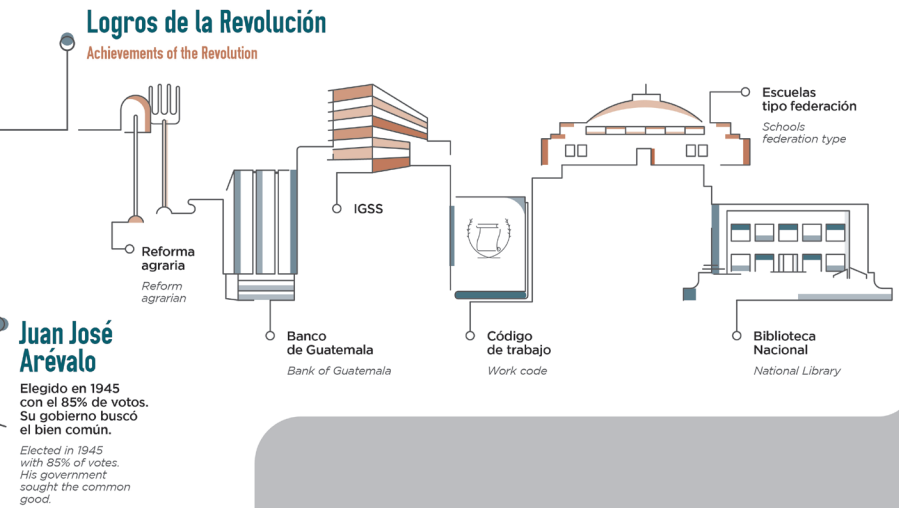 Logros de la Revolución
Achievements of the Revolution
Escuelas
tipo federación
Schools
federation type
IGSS
Reforma
agraria
Reform
agrarian
Banco
de Guatemala
Bank of Guatemala
Código
de trabajo
Work code
Biblioteca
Nacional
National Library
Juan José
Arévalo
Elegido en 1945
con el 85% de votos.
Su gobierno buscó
el bien común.
Elected in 1945
with 85% of votes.
His government
sought the common
good.